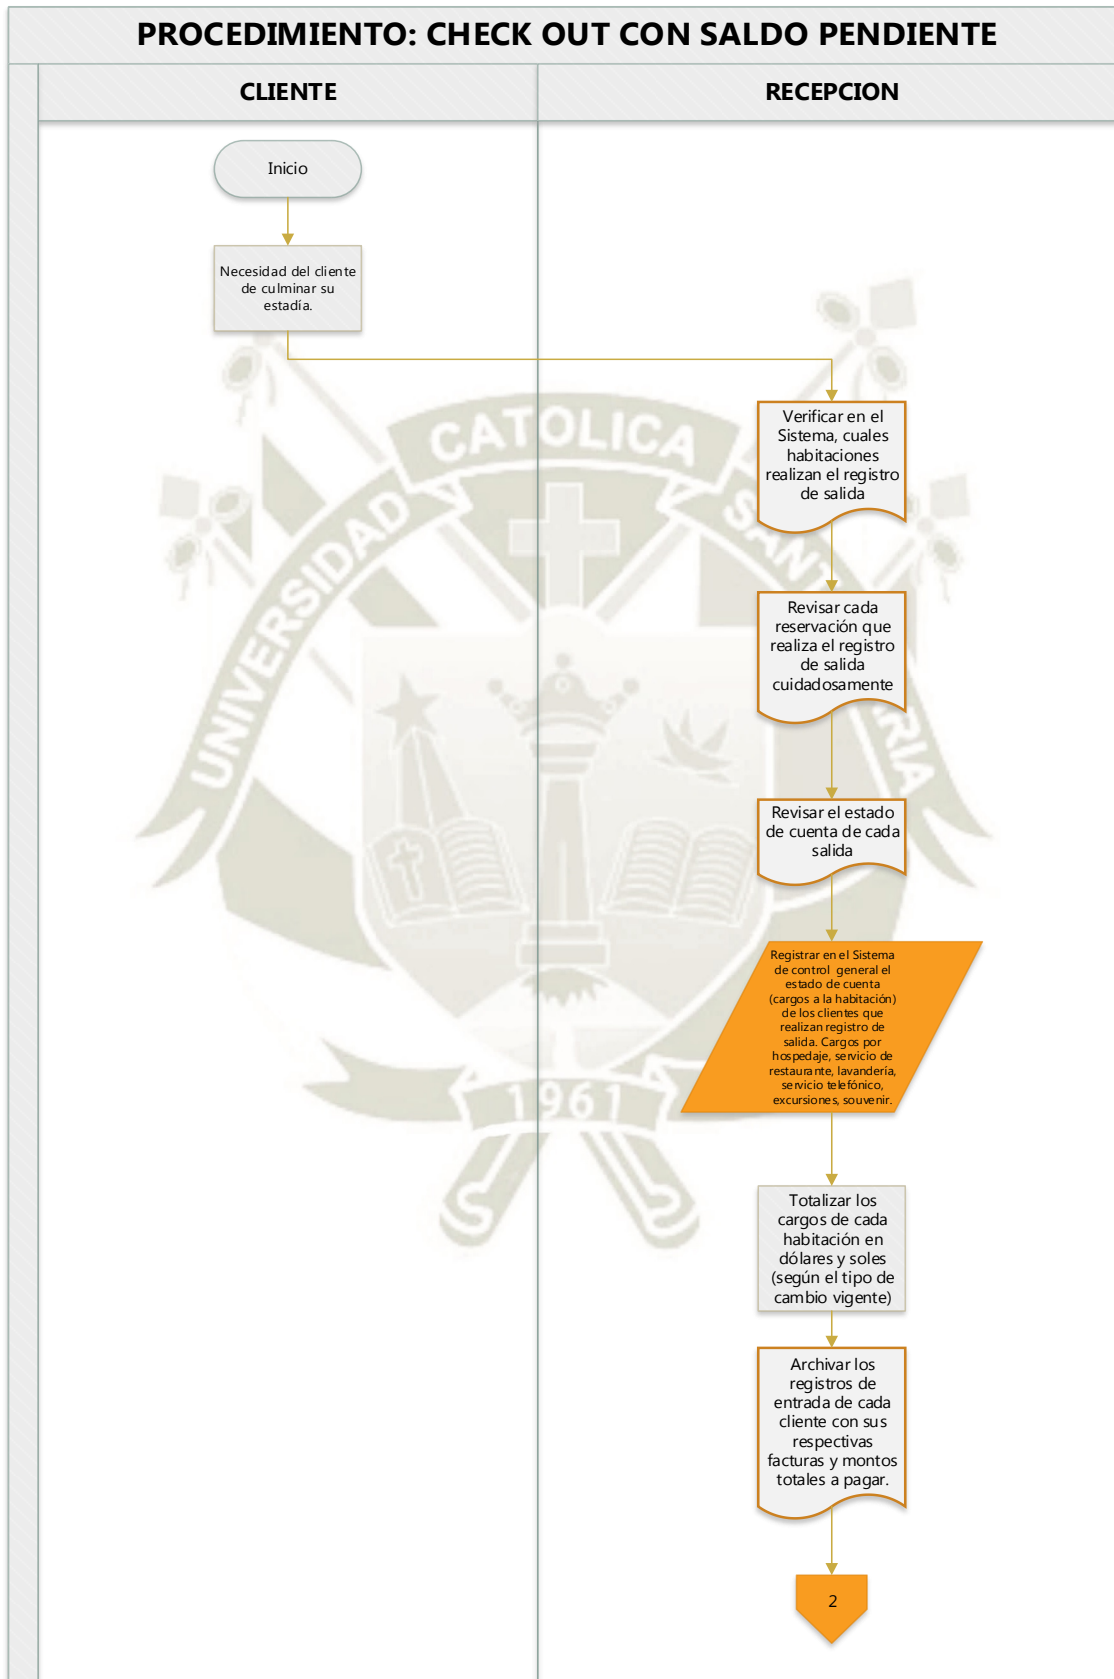 PROCEDIMIENTO: CHECK OUT CON SALDO PENDIENTE
CLIENTE
RECEPCION
Inicio
Necesidad del cliente
de culminar su
estadía.
Verificar en el
Sistema, cuales
habitaciones
realizan el registro
de salida
Revisar cada
reservación que
realiza el registro
de salida
cuidadosamente
Revisar el estado
de cuenta de cada
salida
Registrar en el Sistema
de control general el
estado de cuenta
(cargos a la habitación)
de los clientes que
realizan registro de
salida. Cargos por
hospedaje, servicio de
restaurante, lavandería,
servicio telefónico,
excursiones, souvenir.
Totalizar los
cargos de cada
habitación en
dólares y soles
(según el tipo de
cambio vigente)
Archivar los
registros de
entrada de cada
cliente con sus
respectivas
facturas y montos
totales a pagar.
2
UNIVERSIDAD
CATOLICA
1961